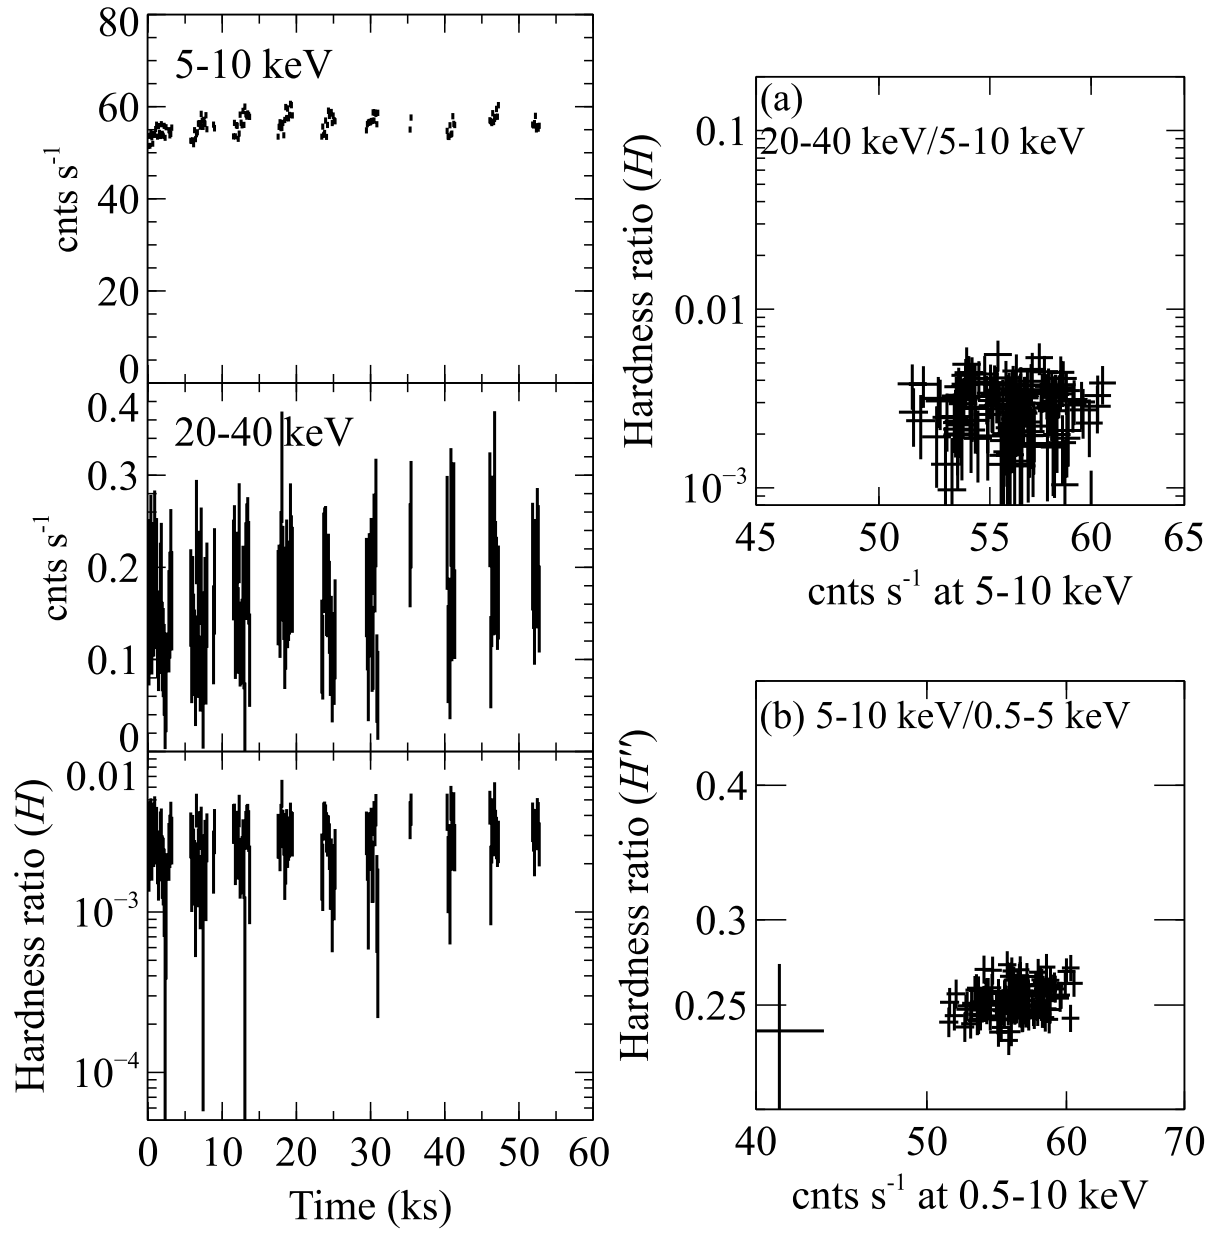 80
60
40
20
0
cnts s⁻¹
5-10 keV
0.4
0.3
0.2
0.1
0
cnts s⁻¹
20-40 keV
0.01
10⁻³
10⁻⁴
Hardness ratio (H)
0 10 20 30 40 50 60
Time (ks)
(a)
20-40 keV/5-10 keV
0.1
0.01
10⁻³
Hardness ratio (H)
45 50 55 60 65
cnts s⁻¹ at 5-10 keV
(b) 5-10 keV/0.5-5 keV
0.4
0.3
0.25
Hardness ratio (H″)
40 50 60 70
cnts s⁻¹ at 0.5-10 keV